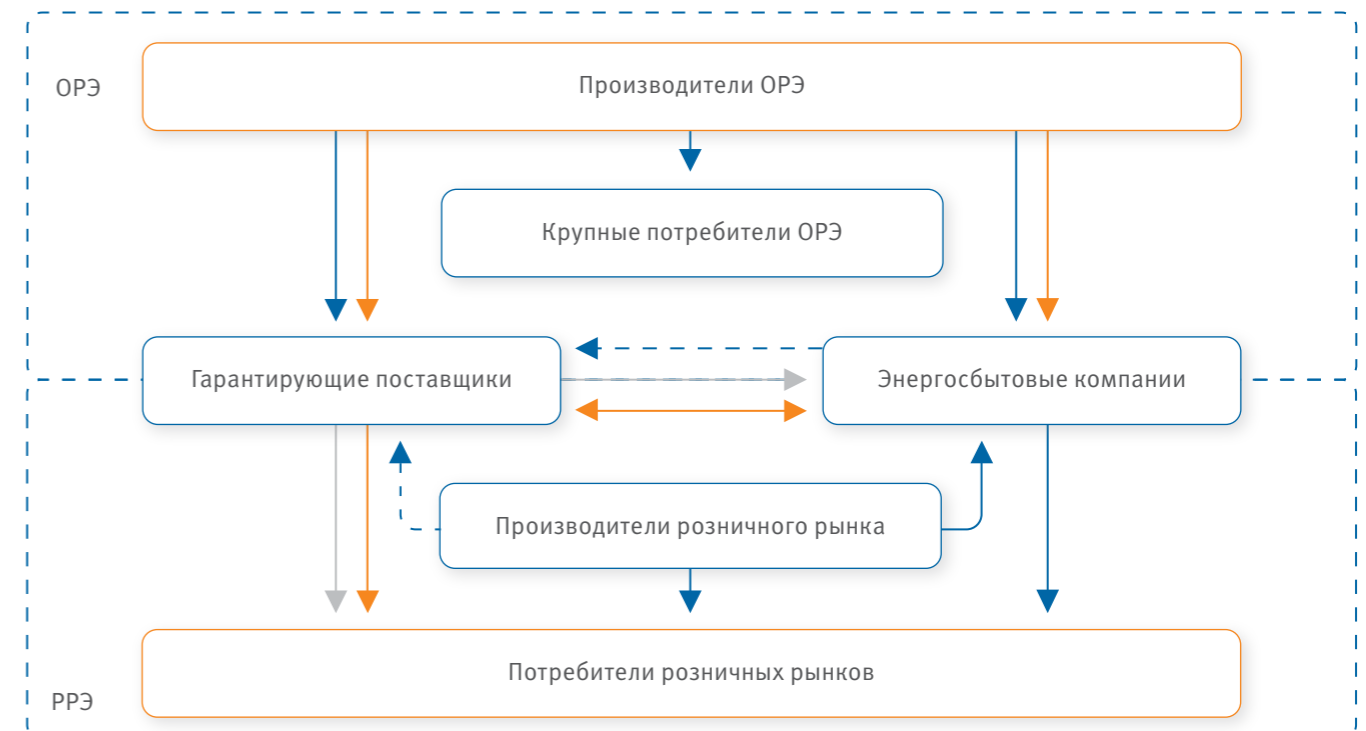 ОРЭ
Производители ОРЭ
Крупные потребители ОРЭ
Гарантирующие поставщики
Энергосбытовые компании
Производители розничного рынка
Потребители розничных рынков
РРЭ